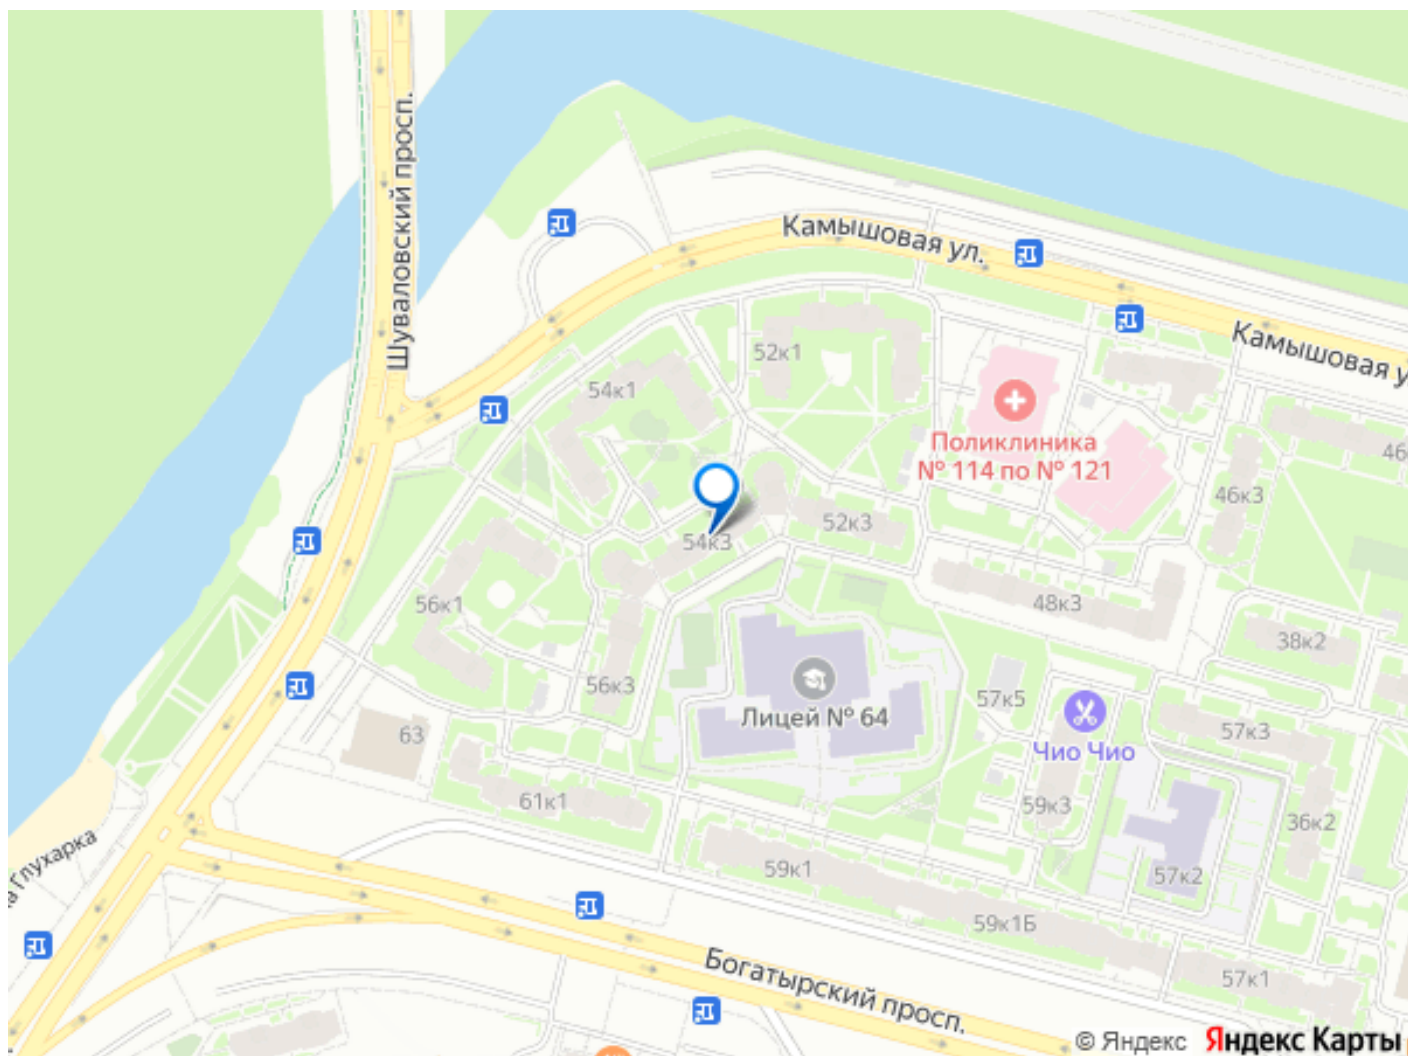 Шуваловский просп.
Камышовая ул.
Камышовая у
52к1
54к1
Поликлиника
№ 114 по № 121
46
46к3
52к3
54к3
56к1
48к3
38к2
56к3
57к5
Лицей № 64
63
Чио Чио
57к3
61к1
59к3
36к2
а Глухарка
59к1
57к2
59к1Б
Богатырский просп.
57к1
© Яндекс Яндекс Карты